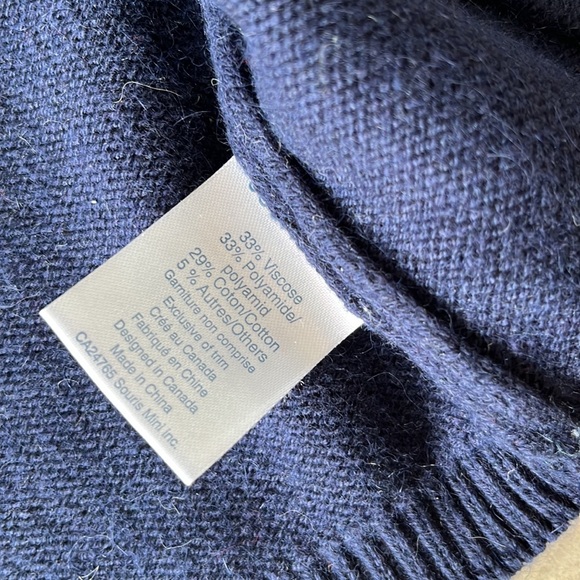 33% Viscose
33% Polyamide/
polyamid
29% Coton/Cotton
5 % Autres/Others
Garniture non comprise
Exclusive of trim
Créé au Canada
Fabriqué en Chine
Designed in Canada
Made in China
CA24765 Souris Mini Inc.